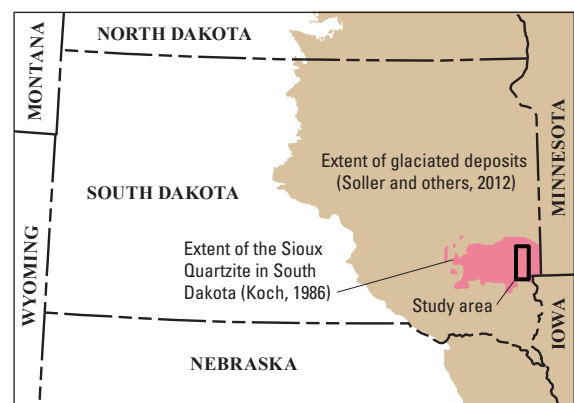 NORTH DAKOTA
MONTANA
MINNESOTA
Extent of glaciated deposits
(Soller and others, 2012)
SOUTH DAKOTA
WYOMING
Extent of the Sioux
Quartzite in South
Dakota (Koch, 1986)
Study area
IOWA
NEBRASKA